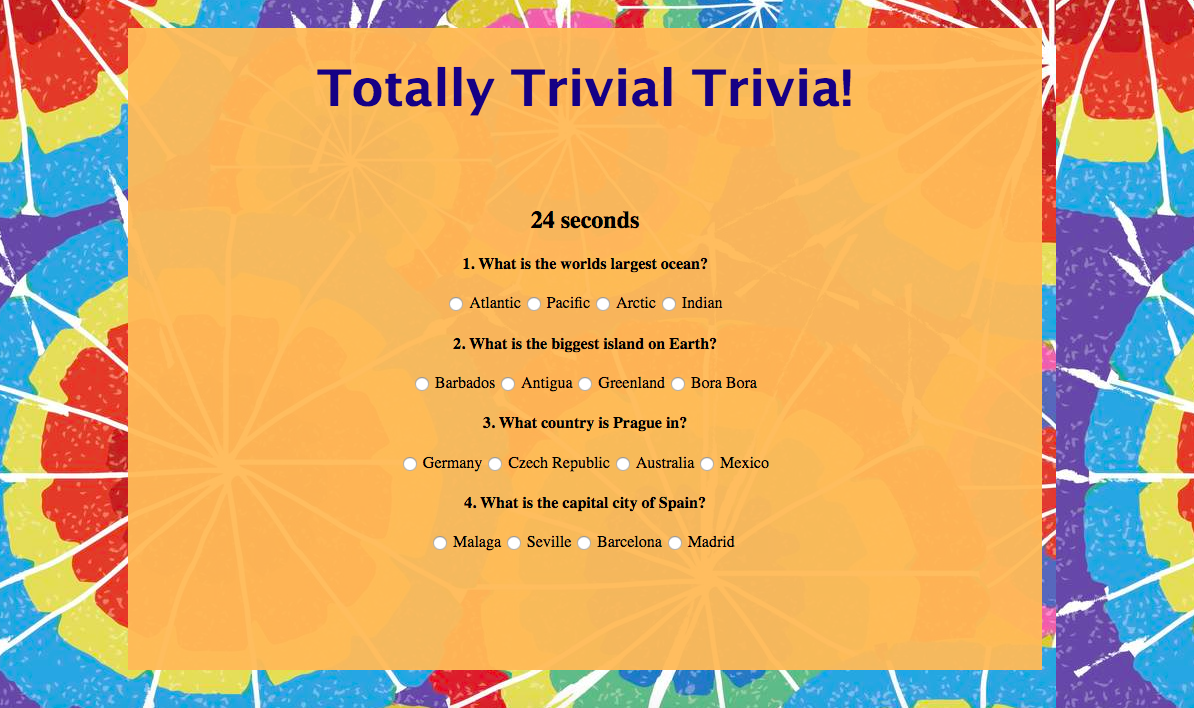 Totally Trivial Trivia!
24 seconds
1. What is the worlds largest ocean?
Atlantic Pacific Arctic Indian
2. What is the biggest island on Earth?
Barbados Antigua Greenland Bora Bora
3. What country is Prague in?
Germany Czech Republic Australia Mexico
4. What is the capital city of Spain?
Malaga Seville Barcelona Madrid